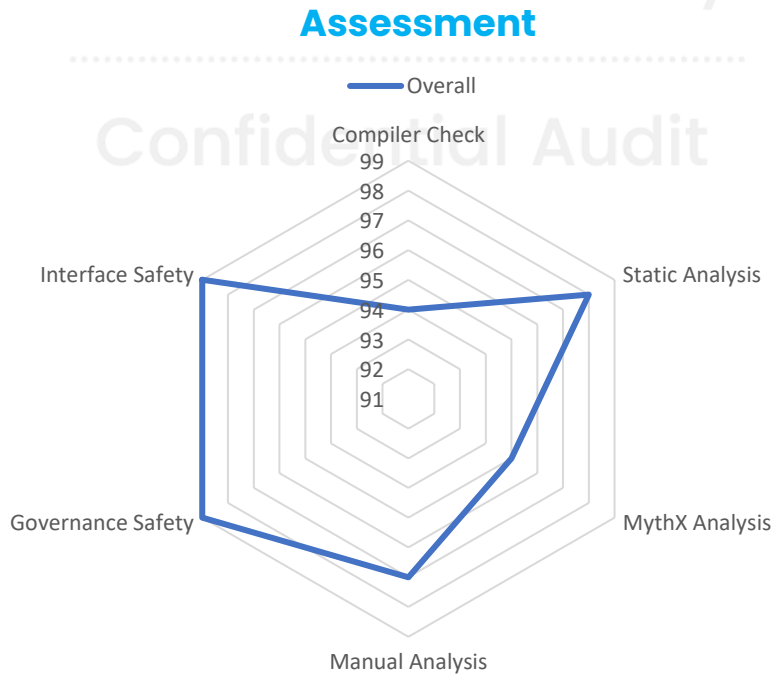 Assessment
Overall
Confidential Audit
Compiler Check
99
98
97
96
95
94
93
92
91
Interface Safety
Static Analysis
Governance Safety
MythX Analysis
Manual Analysis